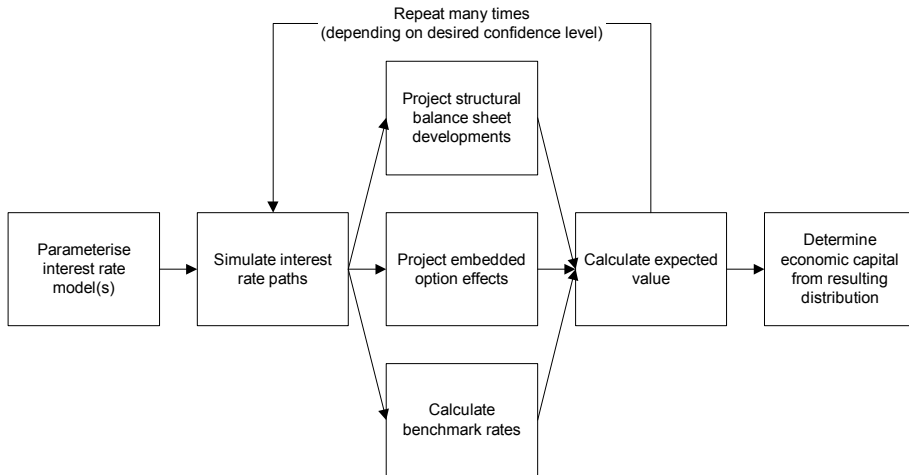 Repeat many times
(depending on desired confidence level)
Project structural
balance sheet
developments
Parameterise
interest rate
model(s)
Simulate interest
rate paths
Project embedded
option effects
Calculate expected
value
Determine
economic capital
from resulting
distribution
Calculate
benchmark rates